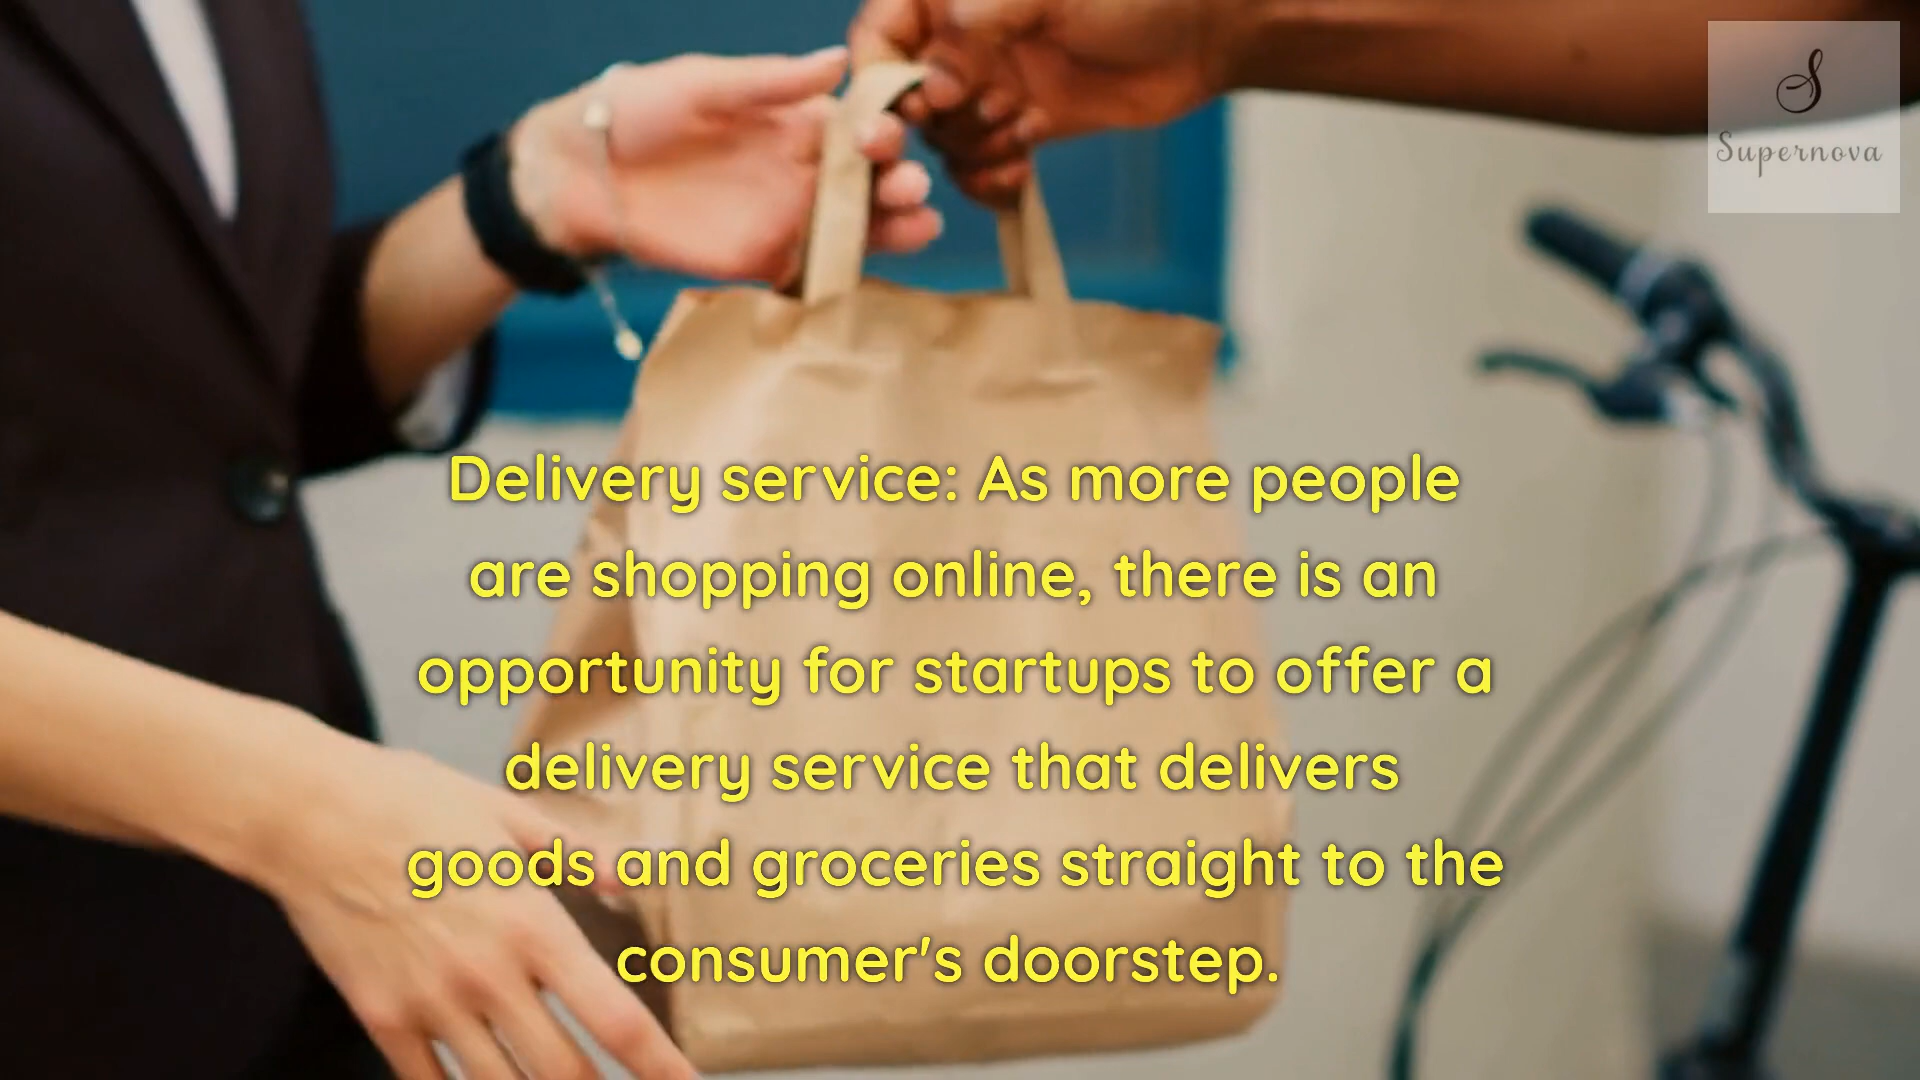 S
Supernova
Delivery service: As more people
are shopping online, there is an
opportunity for startups to offer a
delivery service that delivers
goods and groceries straight to the
consumer's doorstep.